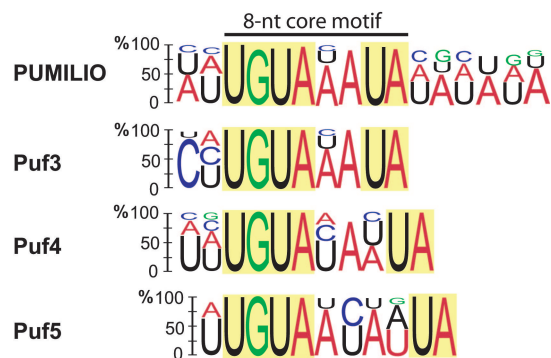 8-nt core motif
%100
50
0
PUMILIO
C C C C G C G G
U A U A U A U A U
A U U G U A A A U A U A U A U A
%100
50
0
Puf3
U A C
C U
C U U G U A A A U A
%100
50
0
Puf4
C G A C
A C A C U
U U U G U A U A A U A
%100
50
0
Puf5
A U C U G
U U G U A A U A U U A